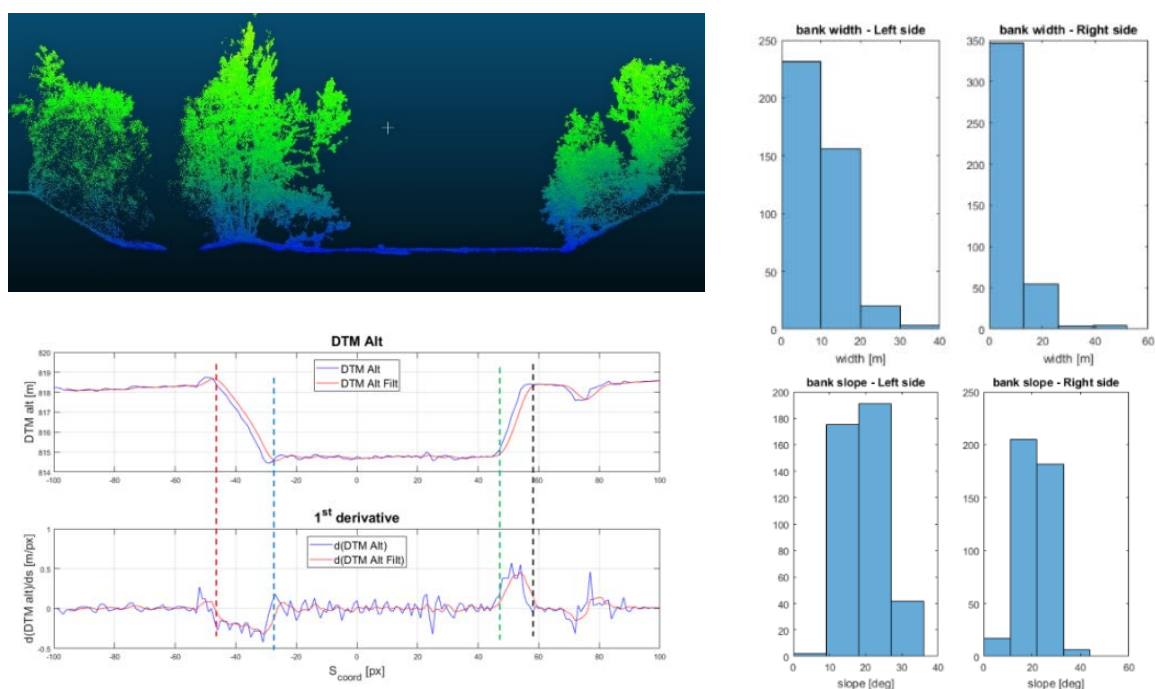 bank width - Left side
250
200
150
100
50
0
0 10 20 30 40
width [m]
bank width - Right side
350
300
250
200
150
100
50
0
0 20 40 60
width [m]
DTM Alt
DTM Alt
DTM Alt Filt
DTM alt [m]
820
819
818
817
816
815
814
-100 -80 -60 -40 -20 0 20 40 60 80 100
1st derivative
d(DTM Alt)
d(DTM Alt Filt)
d(DTM alt)/ds [m/px]
1
0.5
0
-0.5
-100 -80 -60 -40 -20 0 20 40 60 80 100
Scoord [px]
bank slope - Left side
200
180
160
140
120
100
80
60
40
20
0
0 10 20 30 40
slope [deg]
bank slope - Right side
250
200
150
100
50
0
0 20 40 60
slope [deg]